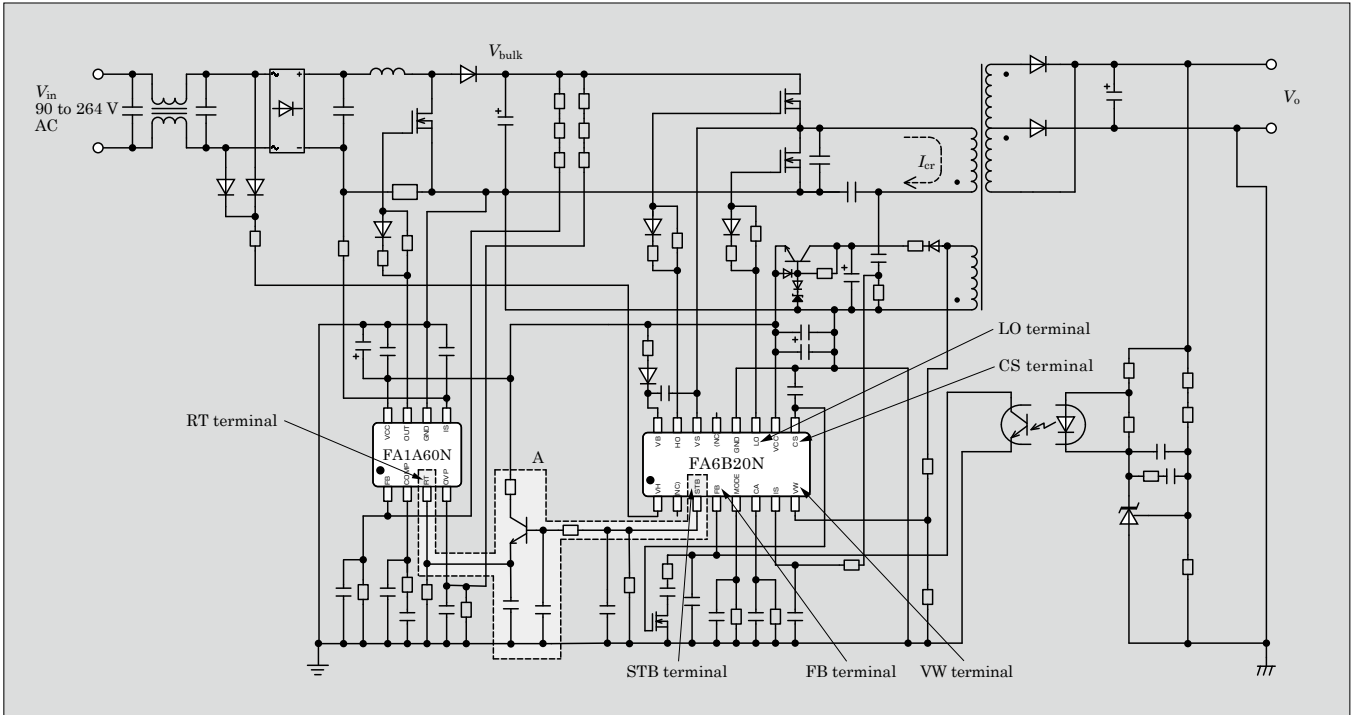 V_bulk
V_in
90 to 264 V
AC
V_o
I_cr
LO terminal
CS terminal
RT terminal
VCC
OUT
GND
IS
FA1A60N
FB
COMP
RT
OVP
A
VB
HO
VS
(NC)
GND
LO
VCC
CS
FA6B20N
VH
(NC)
STB
FB
MODE
CA
IS
VW
STB terminal
FB terminal
VW terminal